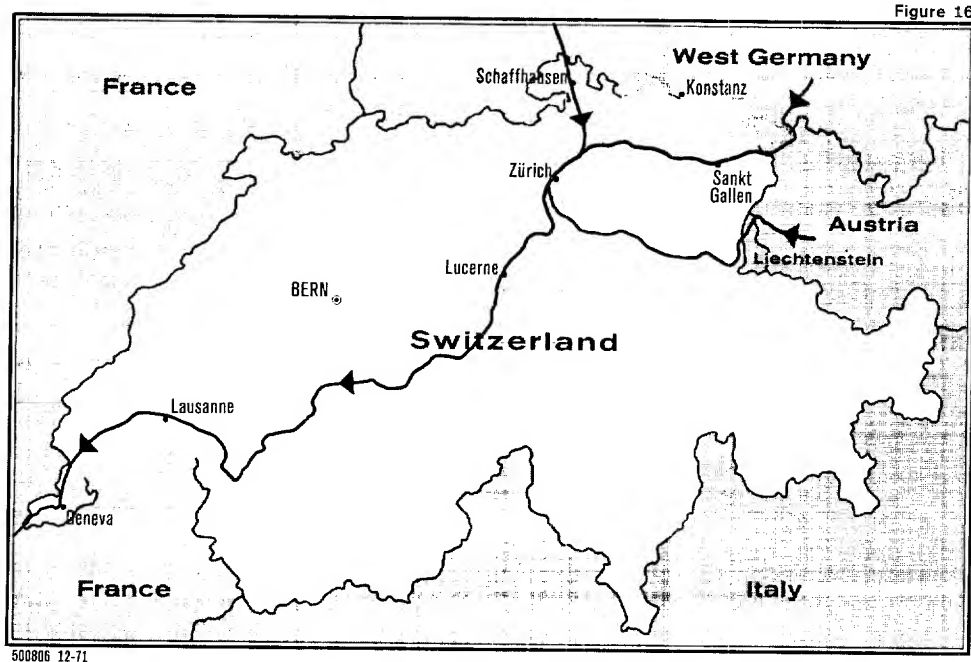 Figure 16
West Germany
France
Schaffhausen
Konstanz
Zürich
Sankt
Gallen
Austria
Liechtenstein
Lucerne
BERN
Switzerland
Lausanne
Geneva
France
Italy
500806 12-71